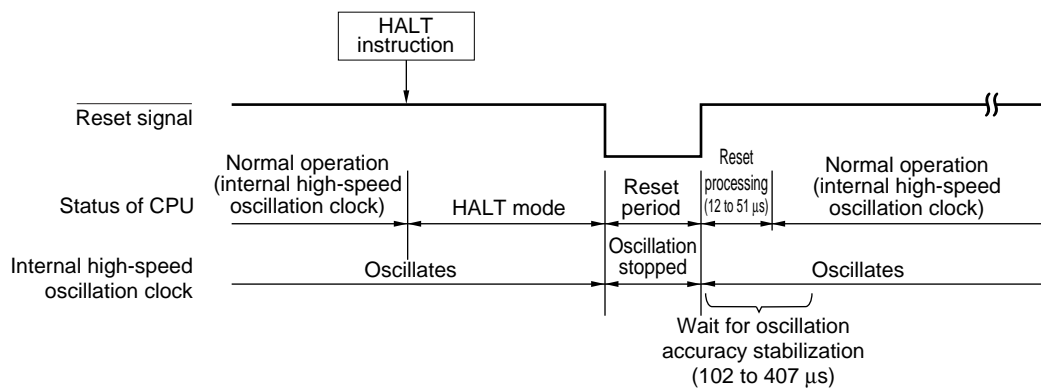 HALT
instruction
Reset signal
Status of CPU
Normal operation
(internal high-speed
oscillation clock)
HALT mode
Reset
period
Reset
processing
(12 to 51 μs)
Normal operation
(internal high-speed
oscillation clock)
Internal high-speed
oscillation clock
Oscillates
Oscillation
stopped
Oscillates
Wait for oscillation
accuracy stabilization
(102 to 407 μs)